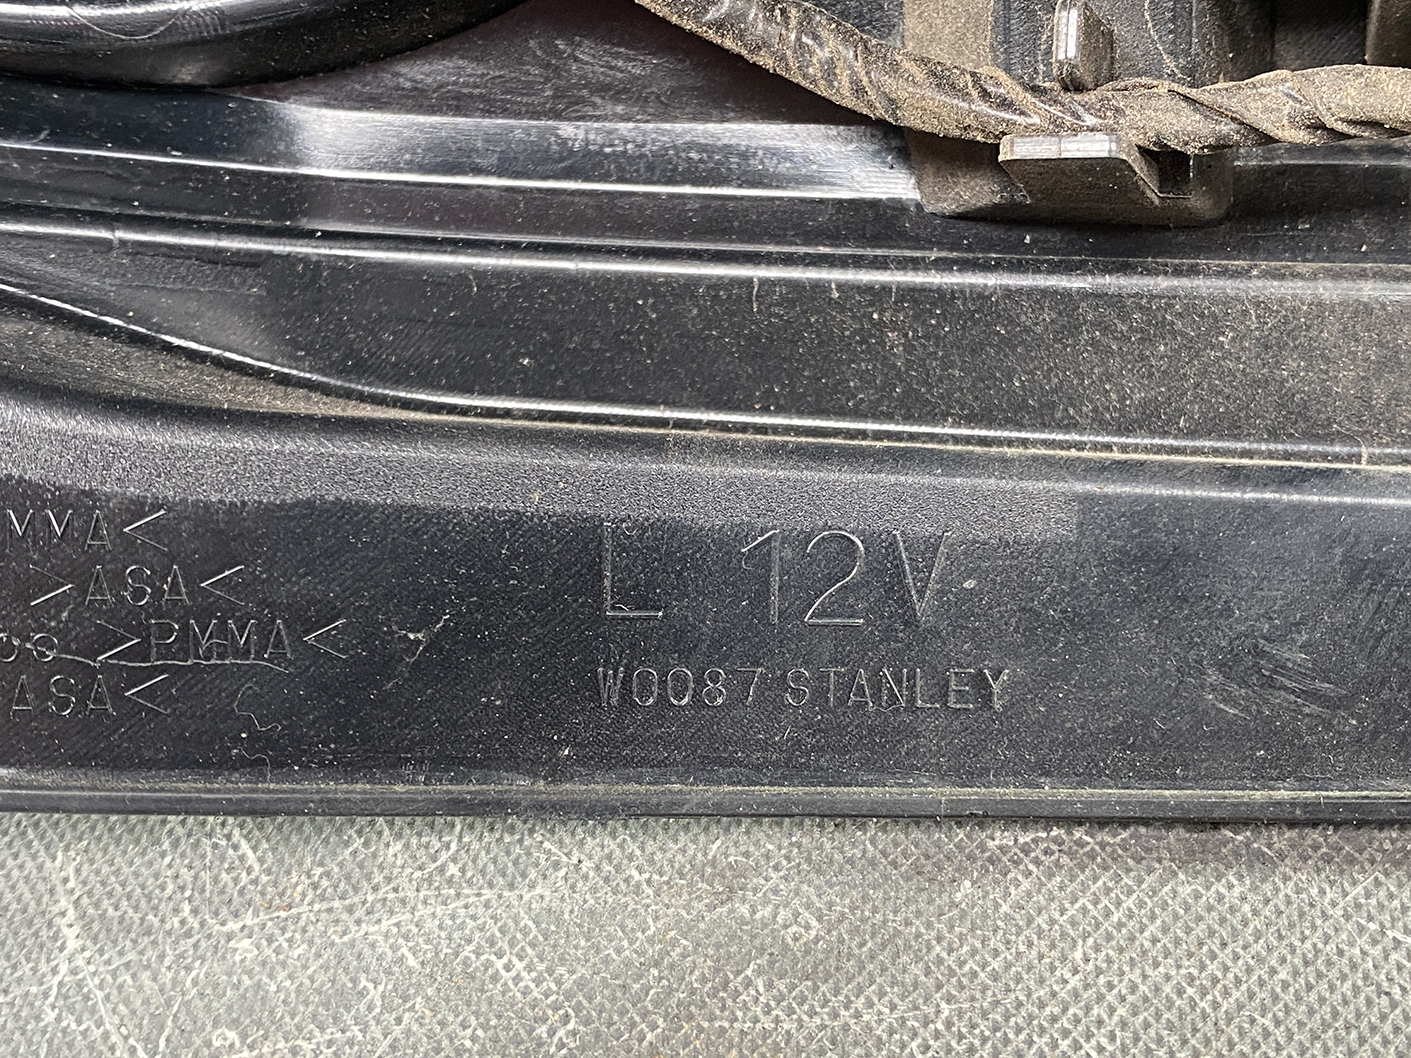 MMA<
>ASA<
>PMMA<
ASA<
L 12V
W0087 STANLEY